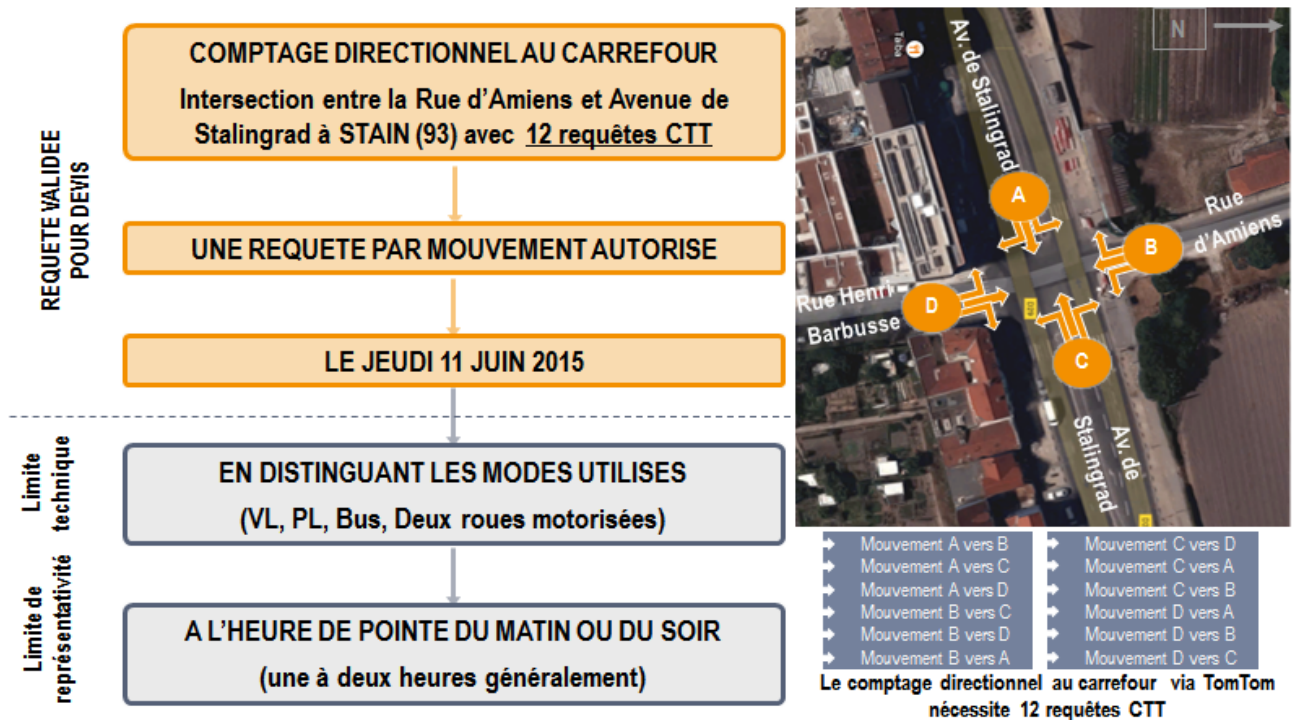 COMPTAGE DIRECTIONNEL AU CARREFOUR
Intersection entre la Rue d'Amiens et Avenue de
Stalingrad à STAIN (93) avec 12 requêtes CTT
UNE REQUETE PAR MOUVEMENT AUTORISE
LE JEUDI 11 JUIN 2015
REQUETE VALIDEE
POUR DEVIS
EN DISTINGUANT LES MODES UTILISES
(VL, PL, Bus, Deux roues motorisées)
Limite
technique
A L'HEURE DE POINTE DU MATIN OU DU SOIR
(une à deux heures généralement)
Limite de
représentativité
N
Taba
Av. de Stalingrad
A
Rue
d'Amiens
B
Rue Henri
Barbusse
D
C
Av. de
Stalingrad
Mouvement A vers B
Mouvement A vers C
Mouvement A vers D
Mouvement B vers C
Mouvement B vers D
Mouvement B vers A
Mouvement C vers D
Mouvement C vers A
Mouvement C vers B
Mouvement D vers A
Mouvement D vers B
Mouvement D vers C
Le comptage directionnel au carrefour via TomTom
nécessite 12 requêtes CTT